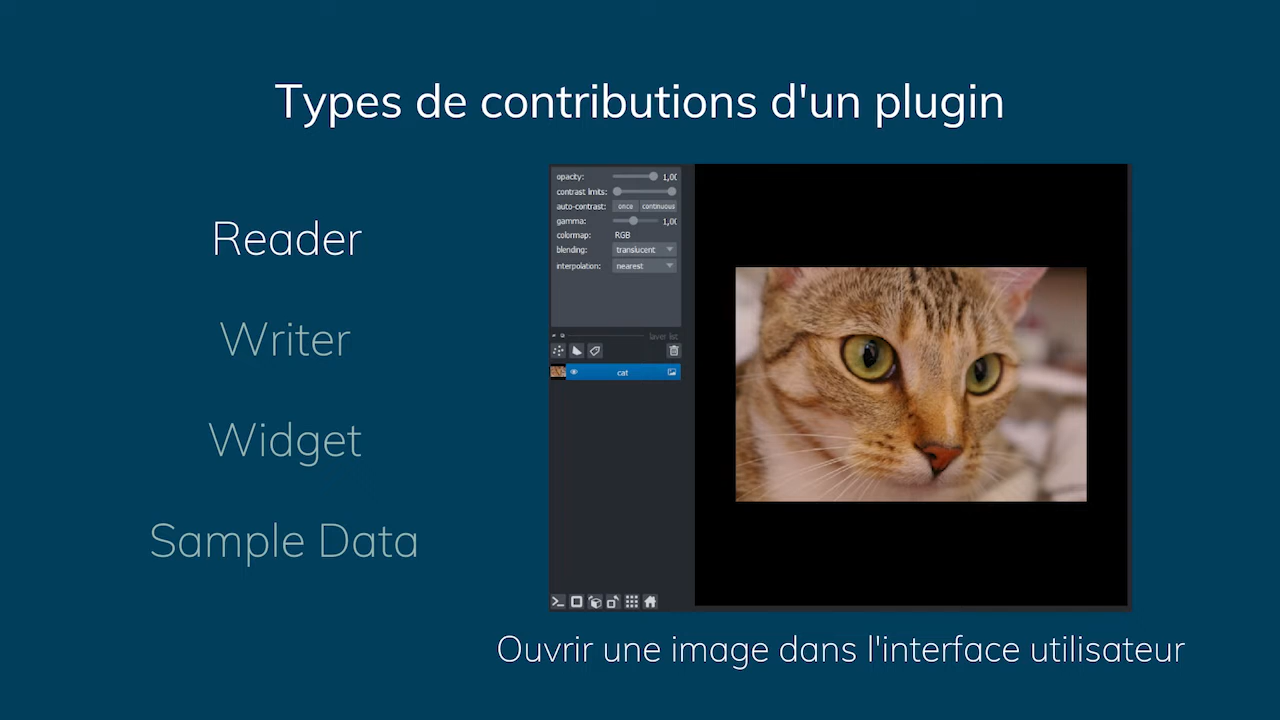 Types de contributions d'un plugin
Reader
Writer
Widget
Sample Data
opacity: 1,00
contrast limits:
auto-contrast: once continuous
gamma: 1,00
colormap: RGB
blending: translucent
interpolation: nearest
layer list
cat
Ouvrir une image dans l'interface utilisateur